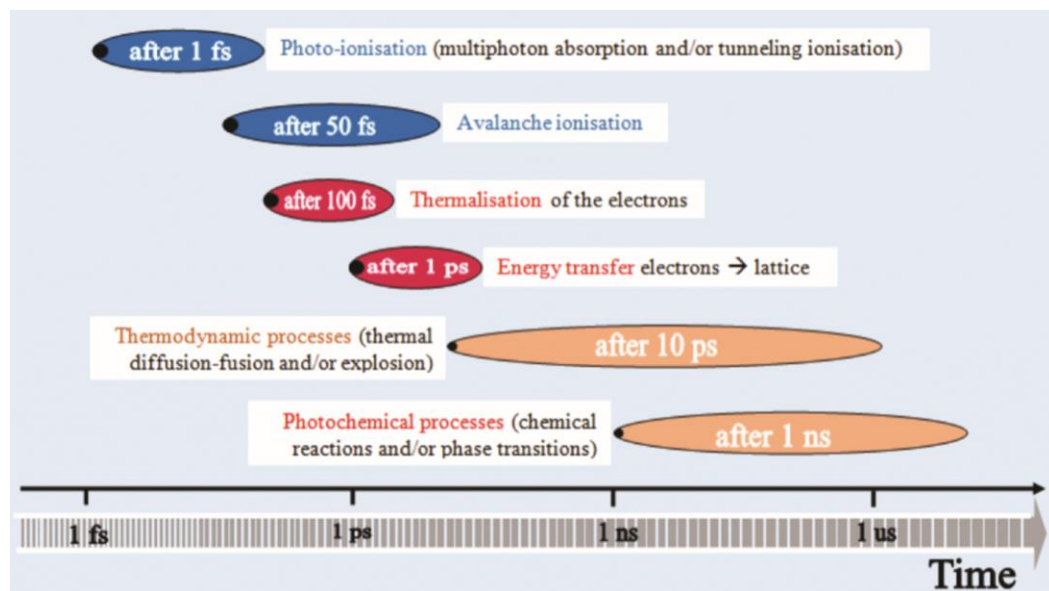 after 1 fs Photo-ionisation (multiphoton absorption and/or tunneling ionisation)
after 50 fs Avalanche ionisation
after 100 fs Thermalisation of the electrons
after 1 ps Energy transfer electrons → lattice
Thermodynamic processes (thermal
diffusion-fusion and/or explosion)
after 10 ps
Photochemical processes (chemical
reactions and/or phase transitions)
after 1 ns
1 fs 1 ps 1 ns 1 us
Time